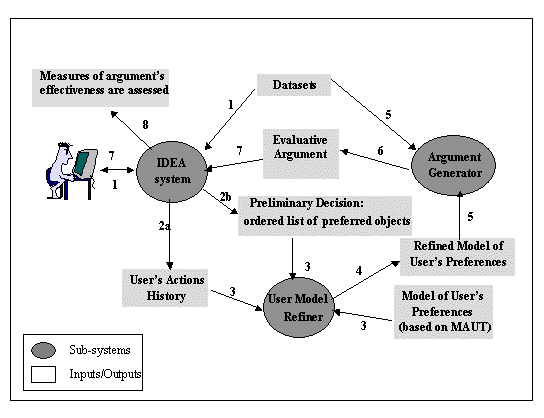 Measures of argument's
effectiveness are assessed
Datasets
1
5
8
7
1
IDEA
system
7
Evaluative
Argument
6
Argument
Generator
2b
Preliminary Decision:
ordered list of preferred objects
5
2a
Refined Model of
User's Preferences
3
4
User's Actions
History
3
User Model
Refiner
Model of User's
Preferences
(based on MAUT)
3
Sub-systems
Inputs/Outputs